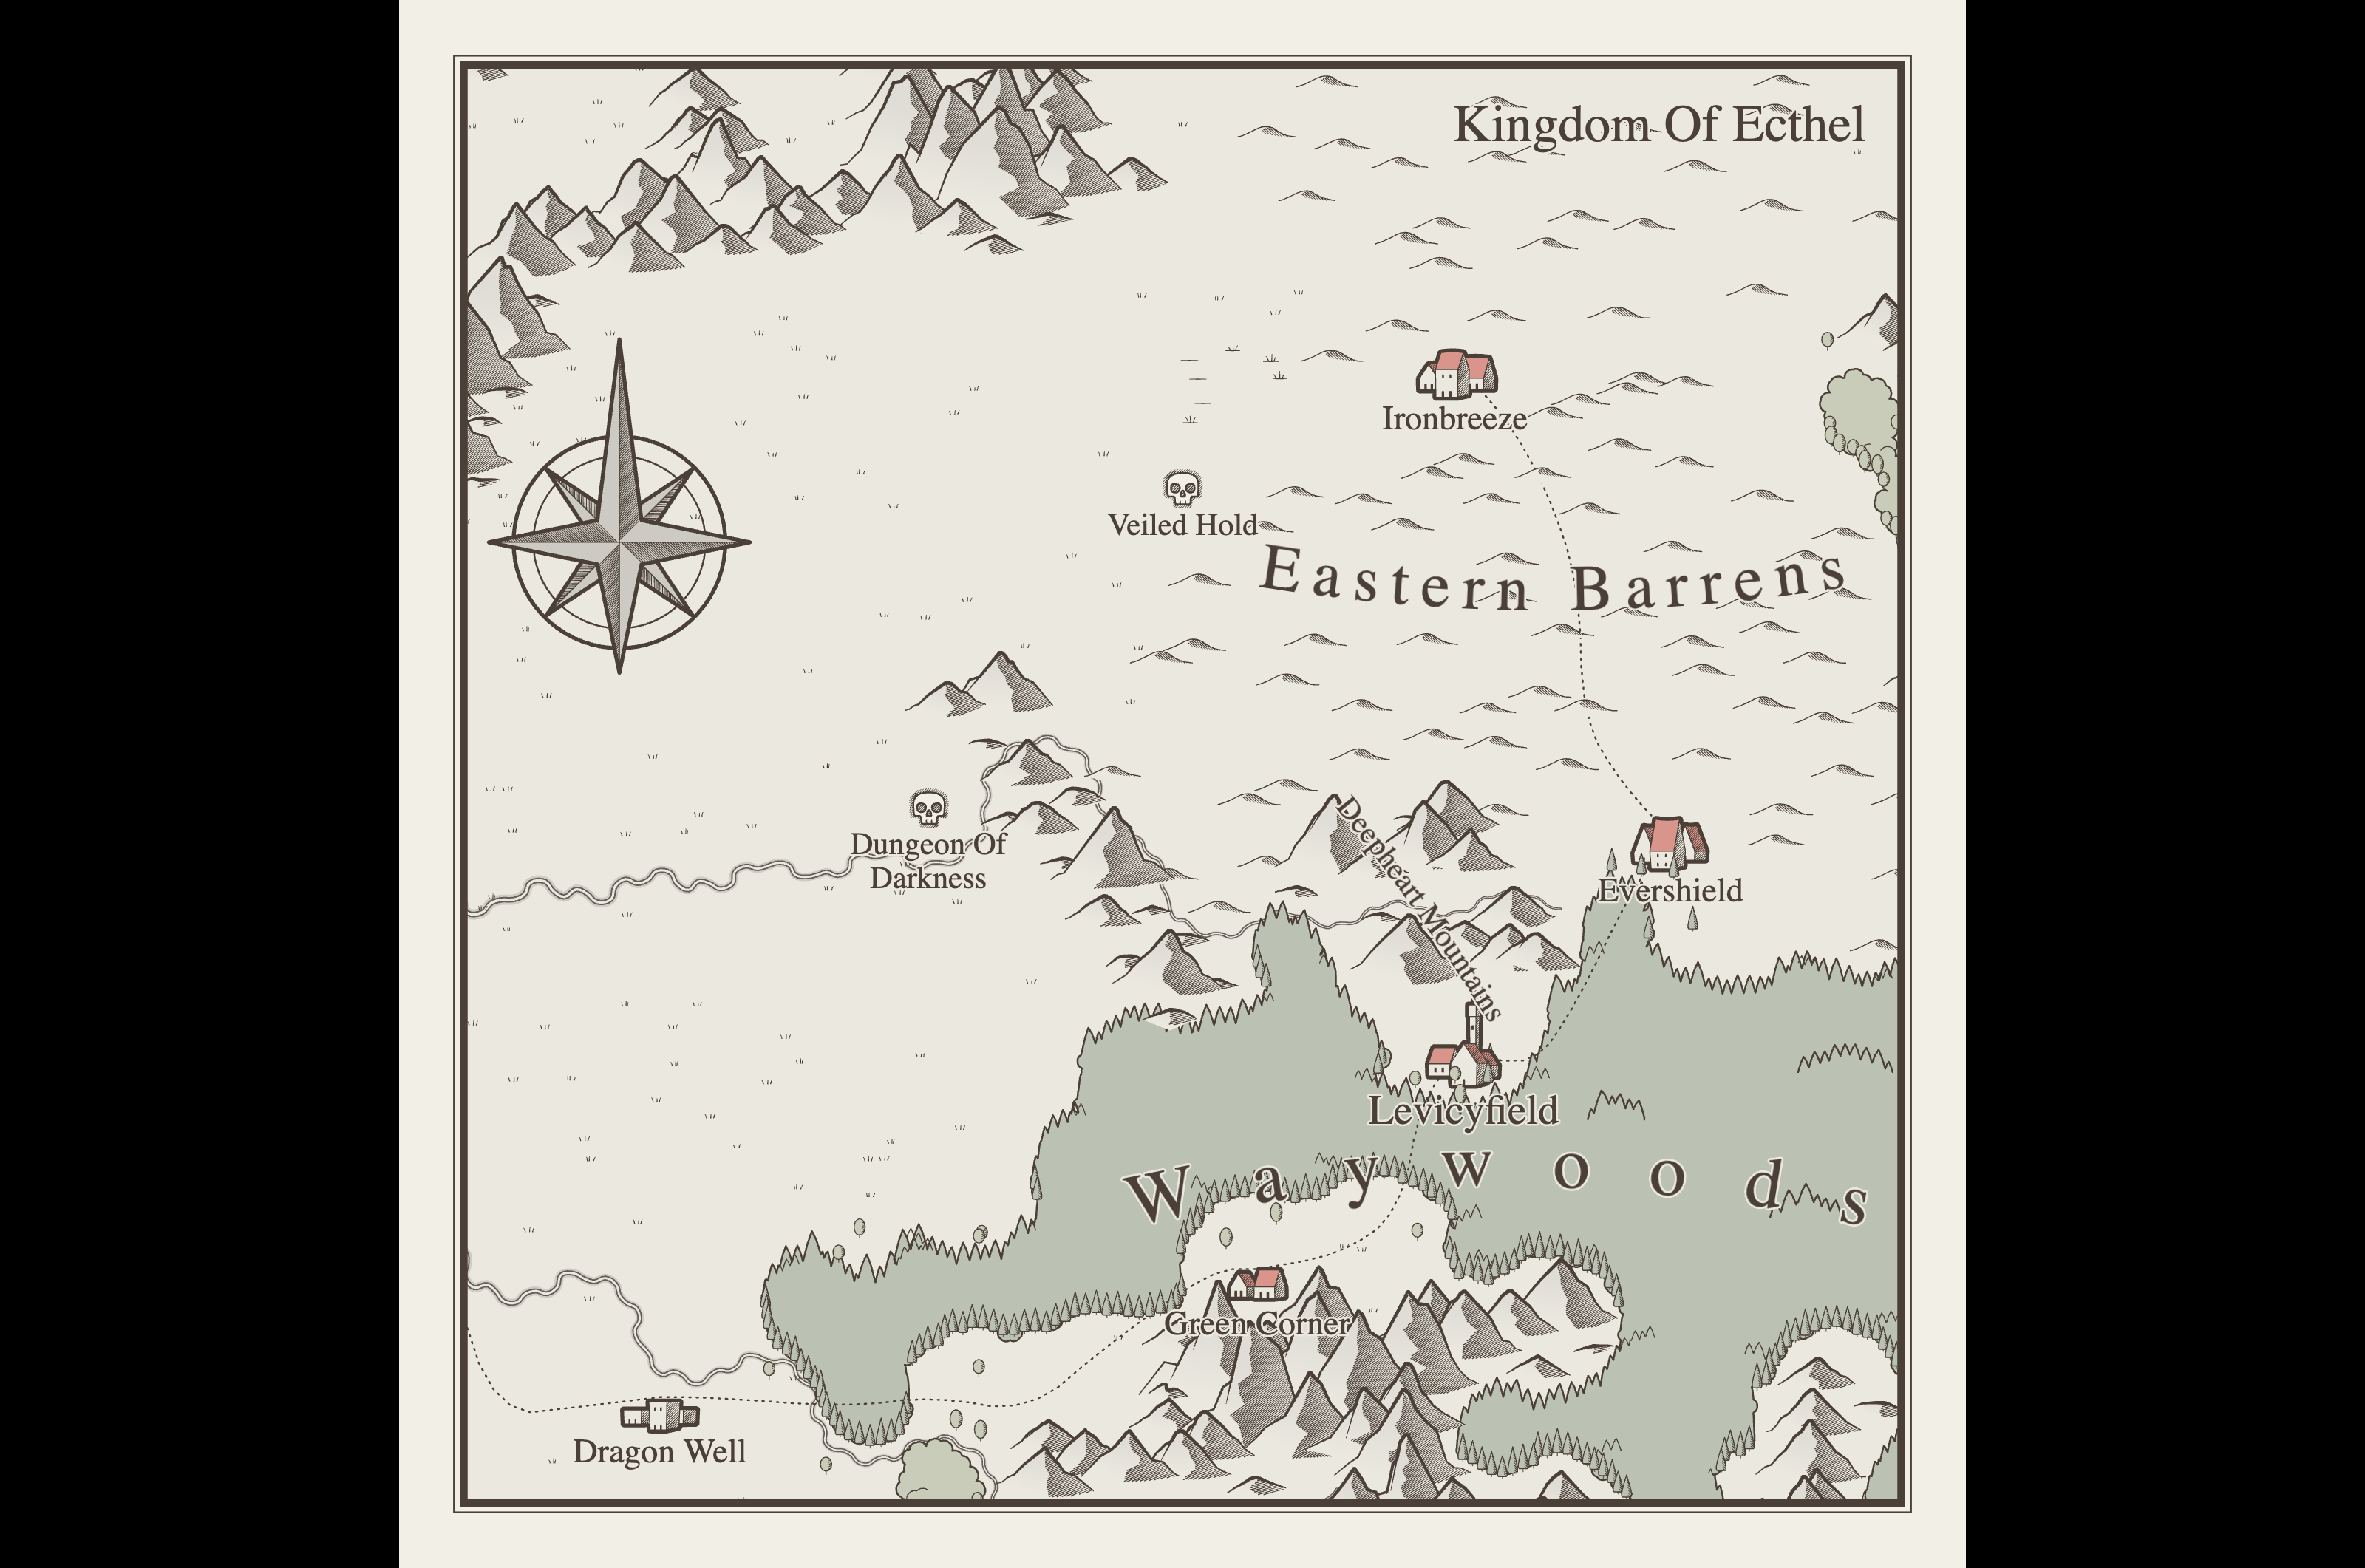 Kingdom Of Ecthel
Ironbreeze
Veiled Hold
Eastern Barrens
Deepheart Mountains
Dungeon Of
Darkness
Evershield
Levicyfield
Waywoods
Green Corner
Dragon Well